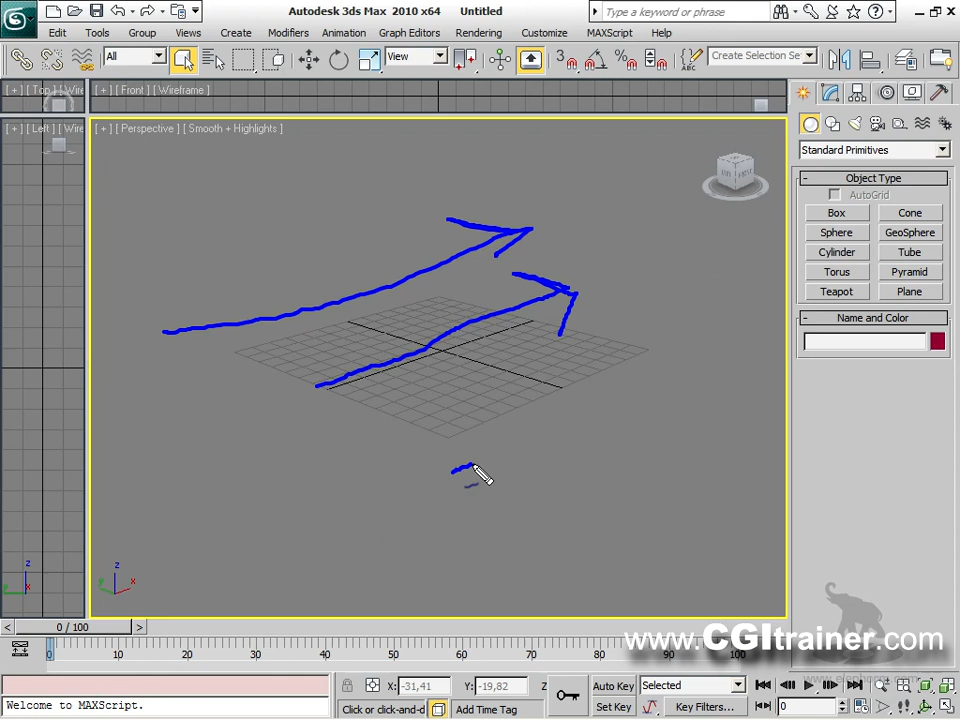 Autodesk 3ds Max 2010 x64 Untitled
Type a keyword or phrase
Edit Tools Group Views Create Modifiers Animation Graph Editors Rendering Customize MAXScript Help
All
View
3
ABC
Create Selection Se
[ + ] [ Top ] [ Wire
[ + ] [ Front ] [ Wireframe ]
[ + ] [ Left ] [ Wire
[ + ] [ Perspective ] [ Smooth + Highlights ]
Standard Primitives
- Object Type
AutoGrid
Box Cone
Sphere GeoSphere
Cylinder Tube
Torus Pyramid
Teapot Plane
- Name and Color
z
y x
z
y x
< 0 / 100 >
0 10 20 30 40 50 60 70 80 90 100
www.CGItrainer.com
X: -31,41 Y: -19,82 Z
Auto Key Selected
Welcome to MAXScript.
Click or click-and-d Add Time Tag
Set Key Key Filters... 0